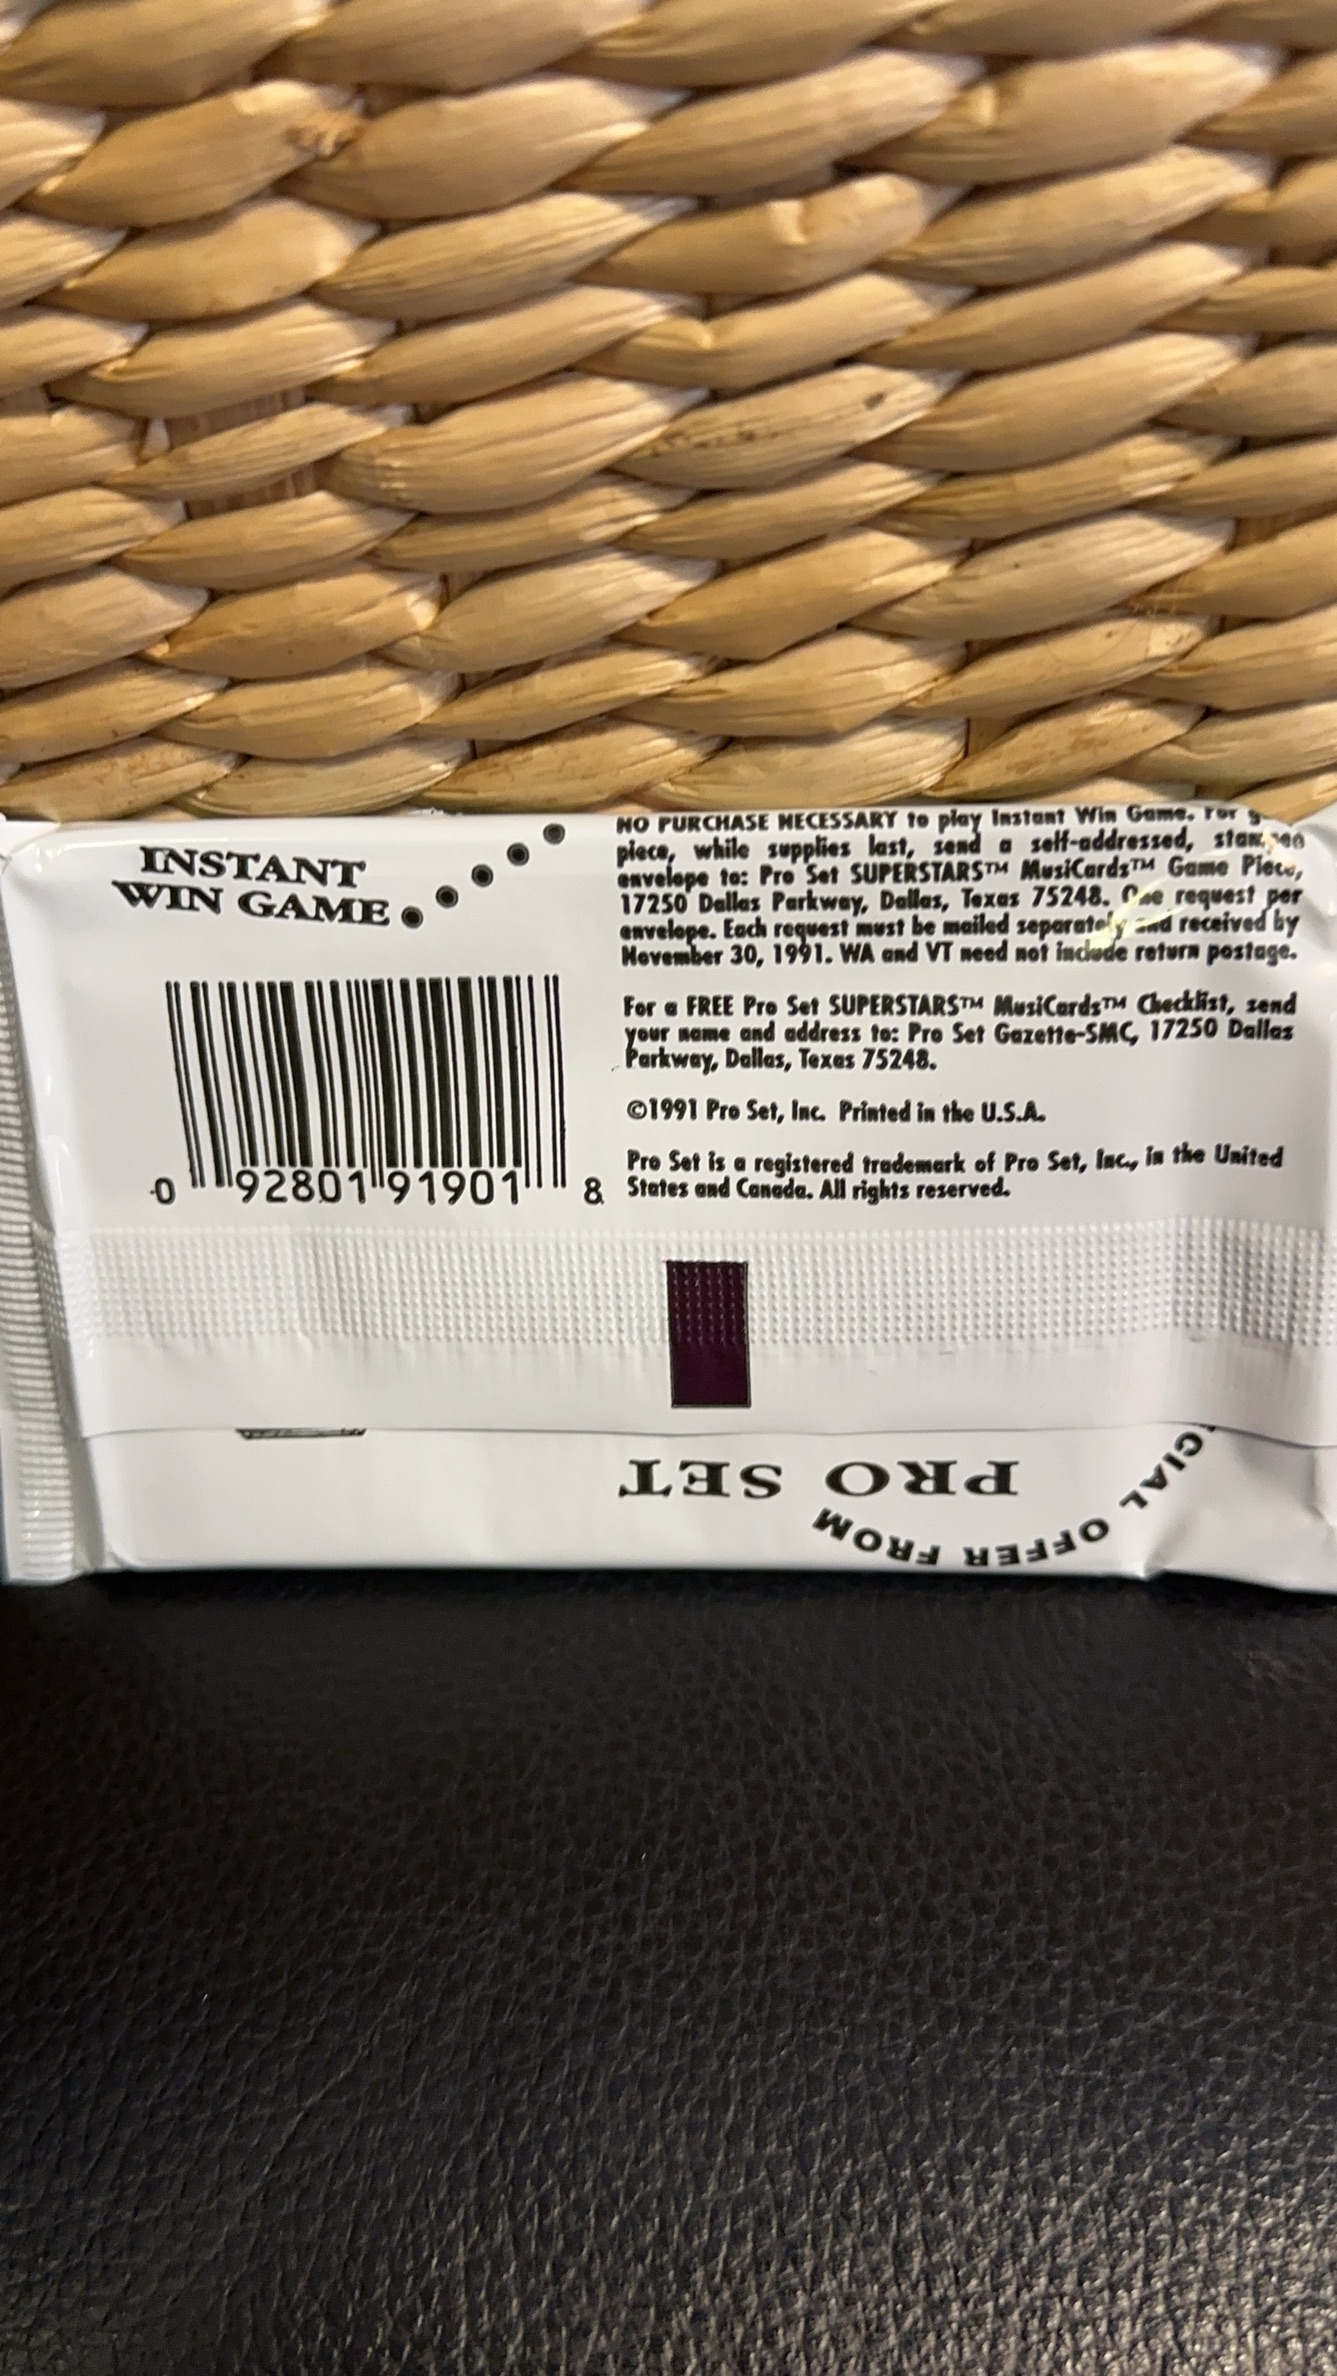 INSTANT
WIN GAME
NO PURCHASE NECESSARY to play Instant Win Game. For
piece, while supplies last, send a self-addressed, stamped
envelope to: Pro Set SUPERSTARS™ MusiCards™ Game Piece,
17250 Dallas Parkway, Dallas, Texas 75248. One request per
envelope. Each request must be mailed separately and received by
November 30, 1991. WA and VT need not include return postage.
For a FREE Pro Set SUPERSTARS™ MusiCards™ Checklist, send
your name and address to: Pro Set Gazette-SMC, 17250 Dallas
Parkway, Dallas, Texas 75248.
©1991 Pro Set, Inc. Printed in the U.S.A.
Pro Set is a registered trademark of Pro Set, Inc., in the United
States and Canada. All rights reserved.
0 92801 91901 8
PRO SET
CIAL OFFER FROM